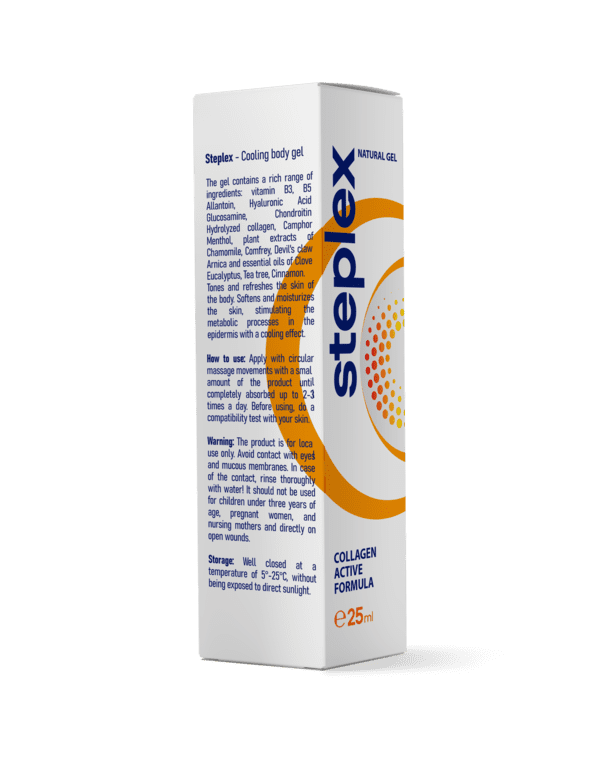 Steplex - Cooling body gel
The gel contains a rich range of
ingredients: vitamin B3, B5
Allantoin, Hyaluronic Acid
Glucosamine, Chondroitin
Hydrolyzed collagen, Camphor
Menthol, plant extracts of
Chamomile, Comfrey, Devil's claw
Arnica and essential oils of Clove
Eucalyptus, Tea tree, Cinnamon.
Tones and refreshes the skin of
the body. Softens and moisturizes
the skin, stimulating the
metabolic processes in the
epidermis with a cooling effect.
How to use: Apply with circular
massage movements with a smal
amount of the product until
completely absorbed up to 2-3
times a day. Before using, do a
compatibility test with your skin.
Warning: The product is for loca
use only. Avoid contact with eyes
and mucous membranes. In case
of the contact, rinse thoroughly
with water! It should not be used
for children under three years of
age, pregnant women, and
nursing mothers and directly on
open wounds.
Storage: Well closed at a
temperature of 5°-25°C, without
being exposed to direct sunlight.
steplex
NATURAL GEL
COLLAGEN
ACTIVE
FORMULA
℮25ml